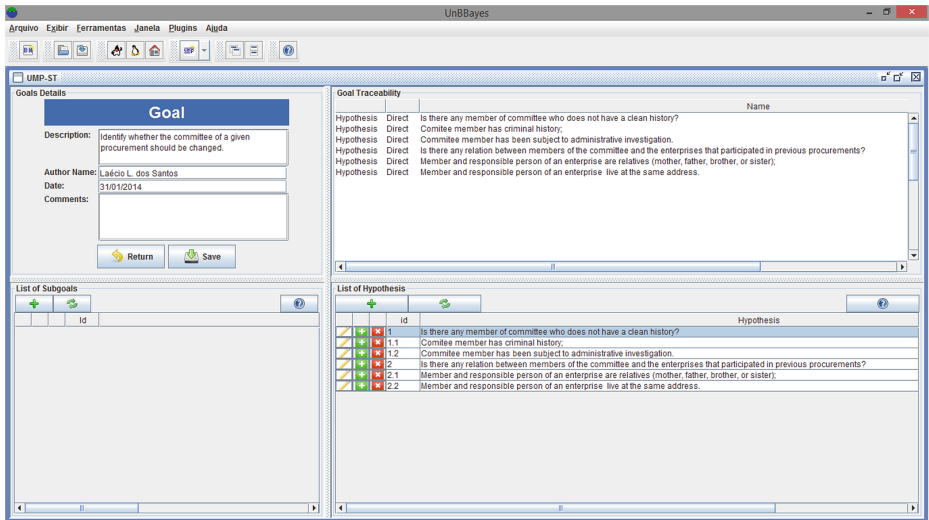 UnBBayes
Arquivo Exibir Ferramentas Janela Plugins Ajuda
UMP-ST
Goals Details
Goal
Description: Identify whether the committee of a given
procurement should be changed.
Author Name: Laécio L. dos Santos
Date: 31/01/2014
Comments:
Return Save
Goal Traceability
Name
Hypothesis Direct Is there any member of committee who does not have a clean history?
Hypothesis Direct Comitee member has criminal history;
Hypothesis Direct Commitee member has been subject to administrative investigation.
Hypothesis Direct Is there any relation between members of the committee and the enterprises that participated in previous procurements?
Hypothesis Direct Member and responsible person of an enterprise are relatives (mother, father, brother, or sister);
Hypothesis Direct Member and responsible person of an enterprise live at the same address.
List of Subgoals
Id
List of Hypothesis
id Hypothesis
1 Is there any member of committee who does not have a clean history?
1.1 Comitee member has criminal history;
1.2 Commitee member has been subject to administrative investigation.
2 Is there any relation between members of the committee and the enterprises that participated in previous procurements?
2.1 Member and responsible person of an enterprise are relatives (mother, father, brother, or sister);
2.2 Member and responsible person of an enterprise live at the same address.